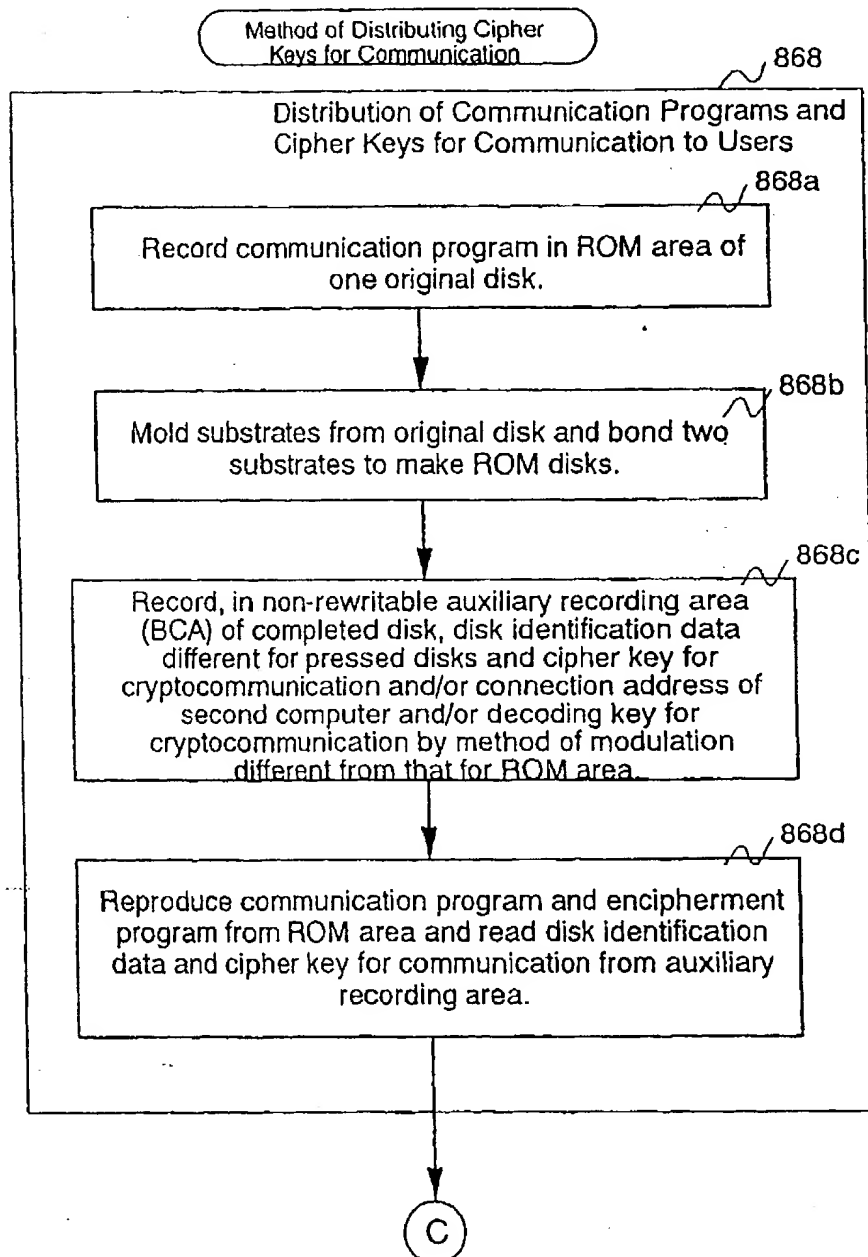 Method of Distributing Cipher
Keys for Communication
868
Distribution of Communication Programs and
Cipher Keys for Communication to Users
868a
Record communication program in ROM area of
one original disk.
868b
Mold substrates from original disk and bond two
substrates to make ROM disks.
868c
Record, in non-rewritable auxiliary recording area
(BCA) of completed disk, disk identification data
different for pressed disks and cipher key for
cryptocommunication and/or connection address of
second computer and/or decoding key for
cryptocommunication by method of modulation
different from that for ROM area.
868d
Reproduce communication program and encipherment
program from ROM area and read disk identification
data and cipher key for communication from auxiliary
recording area.
C